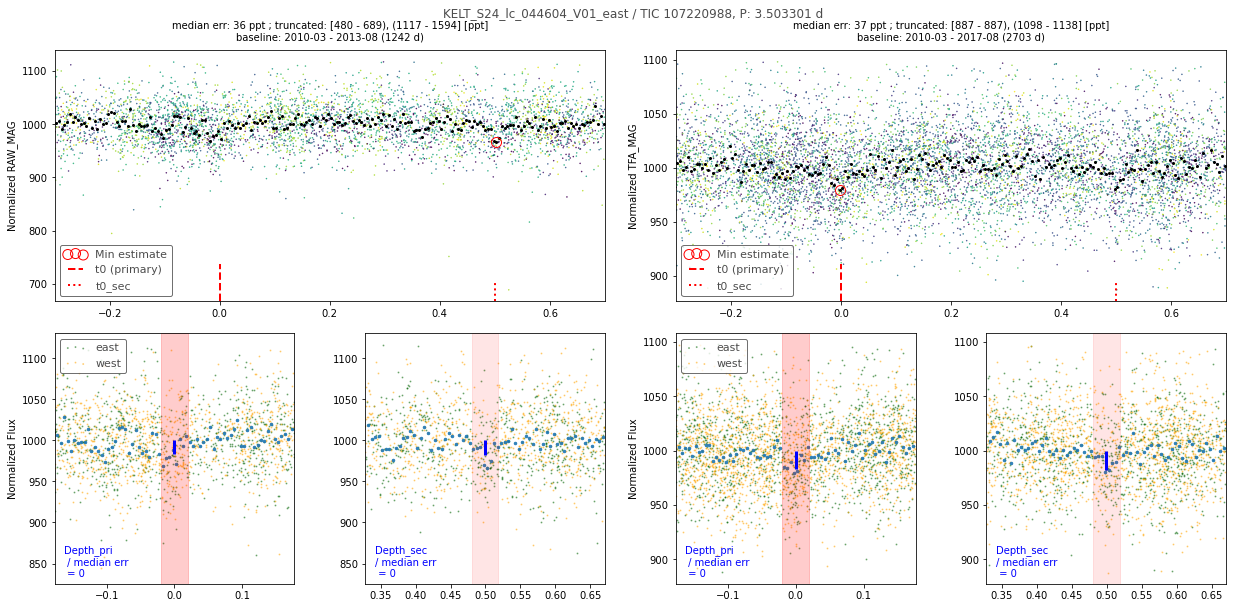 KELT_S24_lc_044604_V01_east / TIC 107220988, P: 3.503301 d
median err: 36 ppt ; truncated: [480 - 689), (1117 - 1594] [ppt]
baseline: 2010-03 - 2013-08 (1242 d)
Normalized RAW_MAG
1100
1000
900
800
700
Min estimate
t0 (primary)
t0_sec
−0.2 0.0 0.2 0.4 0.6
median err: 37 ppt ; truncated: [887 - 887), (1098 - 1138] [ppt]
baseline: 2010-03 - 2017-08 (2703 d)
Normalized TFA_MAG
1100
1050
1000
950
900
Min estimate
t0 (primary)
t0_sec
−0.2 0.0 0.2 0.4 0.6
Normalized Flux
1100
1050
1000
950
900
850
east
west
Depth_pri
/ median err
= 0
−0.1 0.0 0.1
1100
1050
1000
950
900
850
Depth_sec
/ median err
= 0
0.35 0.40 0.45 0.50 0.55 0.60 0.65
Normalized Flux
1100
1050
1000
950
900
east
west
Depth_pri
/ median err
= 0
−0.1 0.0 0.1
1100
1050
1000
950
900
Depth_sec
/ median err
= 0
0.35 0.40 0.45 0.50 0.55 0.60 0.65